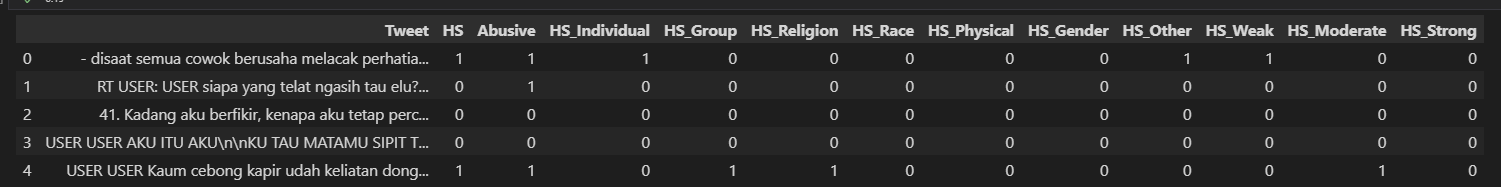 Tweet HS Abusive HS_Individual HS_Group HS_Religion HS_Race HS_Physical HS_Gender HS_Other HS_Weak HS_Moderate HS_Strong
0 - disaat semua cowok berusaha melacak perhatia... 1 1 1 0 0 0 0 0 1 1 0 0
1 RT USER: USER siapa yang telat ngasih tau elu?... 0 1 0 0 0 0 0 0 0 0 0 0
2 41. Kadang aku berfikir, kenapa aku tetap perc... 0 0 0 0 0 0 0 0 0 0 0 0
3 USER USER AKU ITU AKU\n\nKU TAU MATAMU SIPIT T... 0 0 0 0 0 0 0 0 0 0 0 0
4 USER USER Kaum cebong kapir udah keliatan dong... 1 1 0 1 1 0 0 0 0 0 1 0